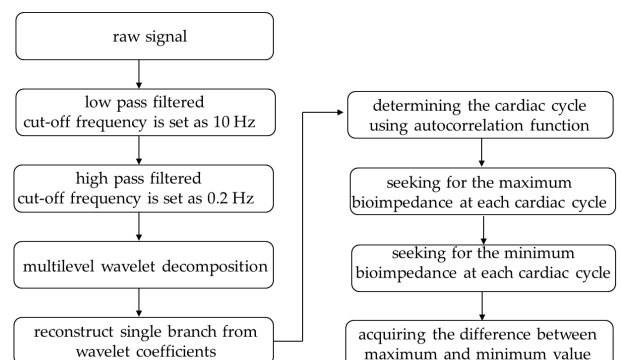 raw signal
low pass filtered
cut-off frequency is set as 10 Hz
high pass filtered
cut-off frequency is set as 0.2 Hz
multilevel wavelet decomposition
reconstruct single branch from
wavelet coefficients
determining the cardiac cycle
using autocorrelation function
seeking for the maximum
bioimpedance at each cardiac cycle
seeking for the minimum
bioimpedance at each cardiac cycle
acquiring the difference between
maximum and minimum value